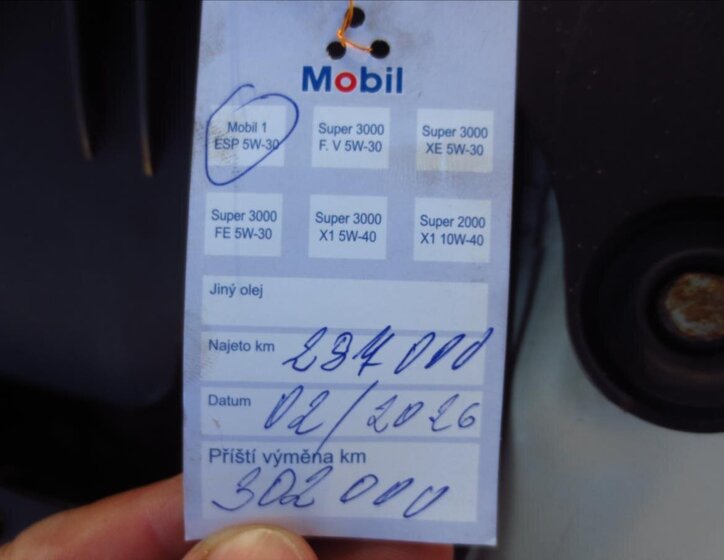 Mobil
Mobil 1
ESP 5W-30
Super 3000
F. V 5W-30
Super 3000
XE 5W-30
Super 3000
FE 5W-30
Super 3000
X1 5W-40
Super 2000
X1 10W-40
Jiný olej
Najeto km 287 000
Datum 02/2026
Příští výměna km
302 000